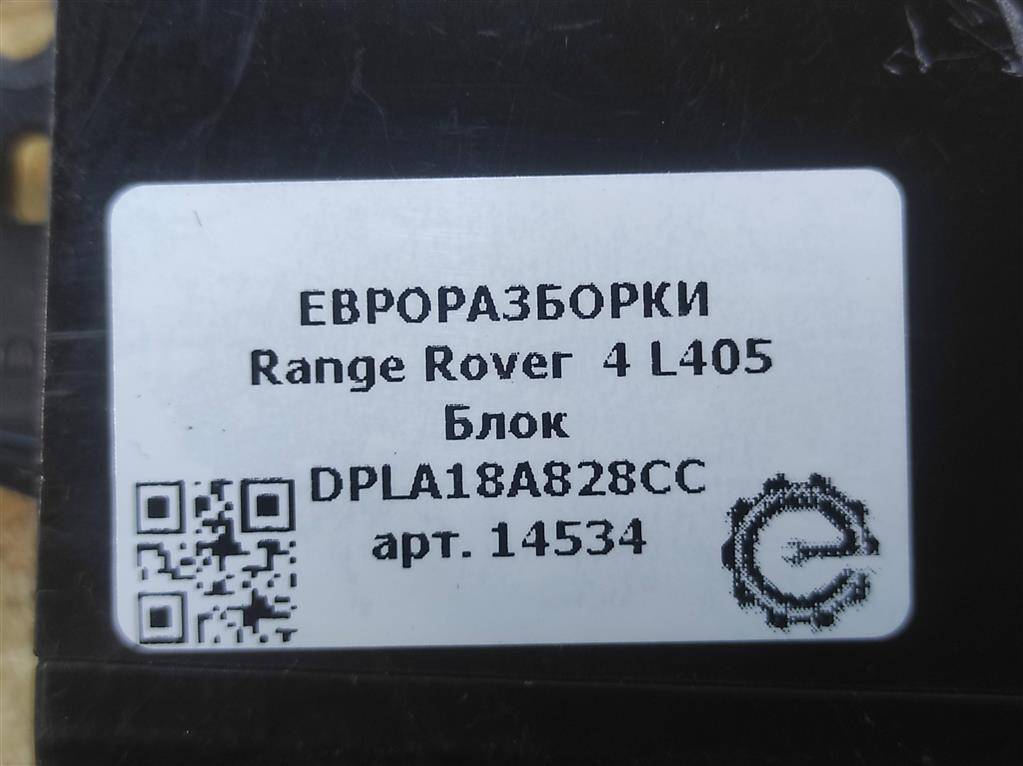 ЕВРОРАЗБОРКИ
Range Rover 4 L405
Блок
DPLA18A828CC
арт. 14534